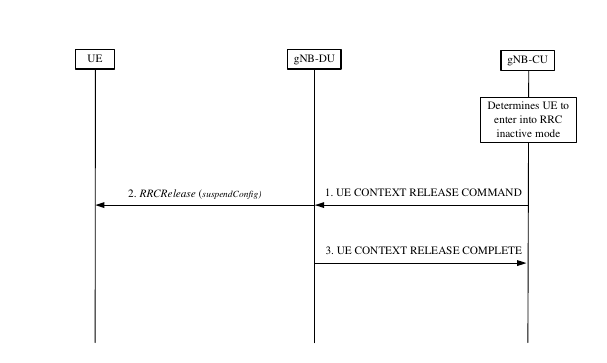 UE
gNB-DU
gNB-CU
Determines UE to
enter into RRC
inactive mode
2. RRCRelease (suspendConfig)
1. UE CONTEXT RELEASE COMMAND
3. UE CONTEXT RELEASE COMPLETE